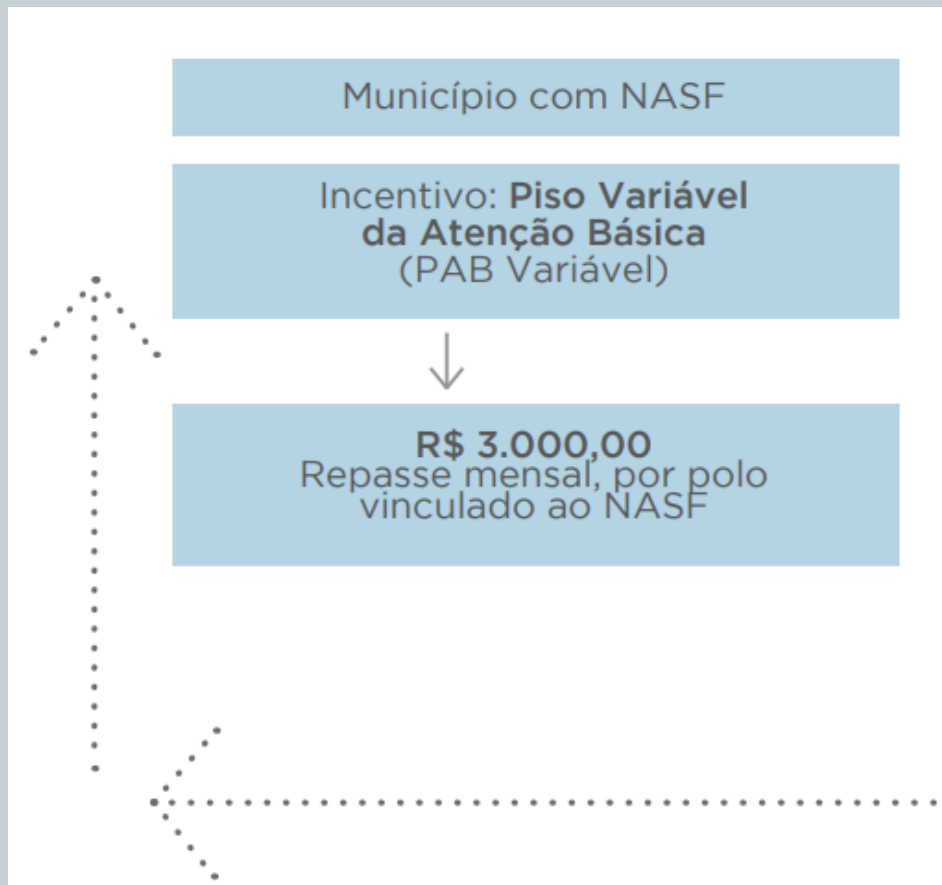 Município com NASF
Incentivo: Piso Variável
da Atenção Básica
(PAB Variável)
R$ 3.000,00
Repasse mensal, por polo
vinculado ao NASF